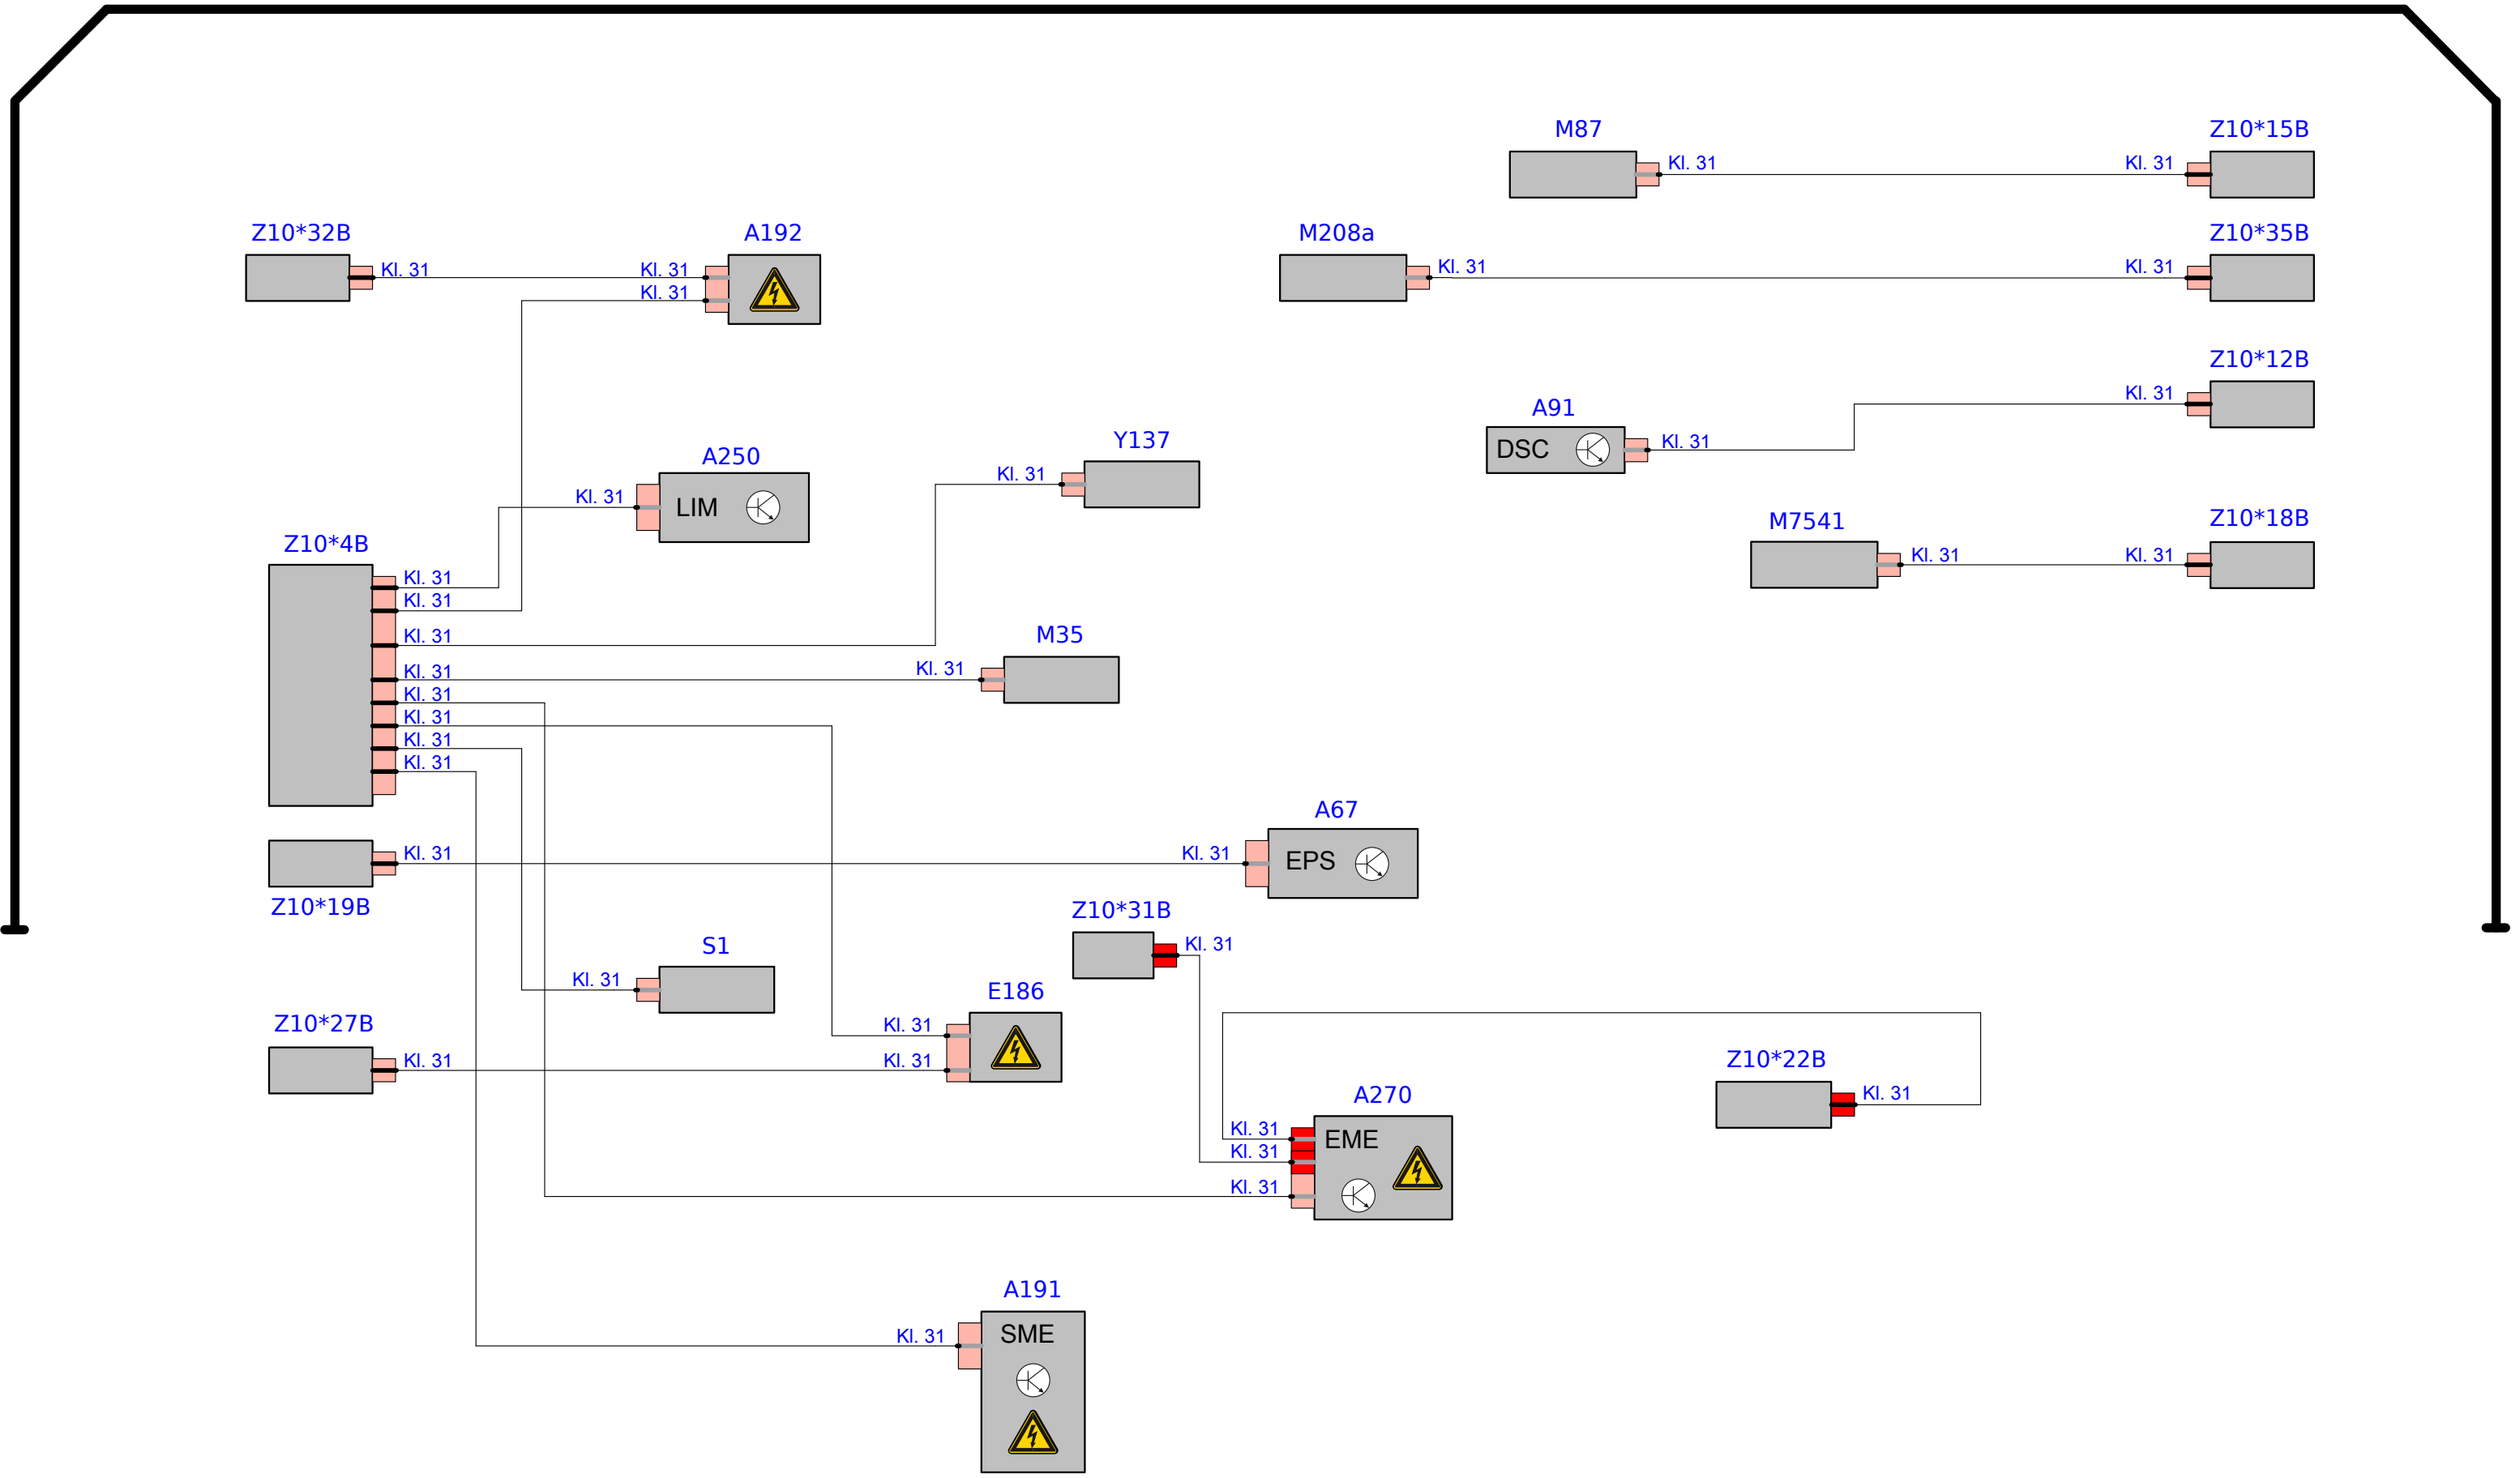 M87
Z10*15B
Kl. 31
Kl. 31
Z10*32B
A192
M208a
Z10*35B
Kl. 31
Kl. 31
Kl. 31
Kl. 31
Kl. 31
Z10*12B
A91
Kl. 31
DSC
Kl. 31
Y137
A250
Kl. 31
Kl. 31
LIM
M7541
Z10*18B
Kl. 31
Kl. 31
Z10*4B
Kl. 31
Kl. 31
Kl. 31
M35
Kl. 31
Kl. 31
Kl. 31
Kl. 31
Kl. 31
Kl. 31
A67
Kl. 31
Kl. 31
EPS
Z10*19B
Z10*31B
Kl. 31
S1
Kl. 31
E186
Z10*27B
Kl. 31
Kl. 31
Kl. 31
Z10*22B
Kl. 31
A270
Kl. 31
EME
Kl. 31
Kl. 31
A191
Kl. 31
SME